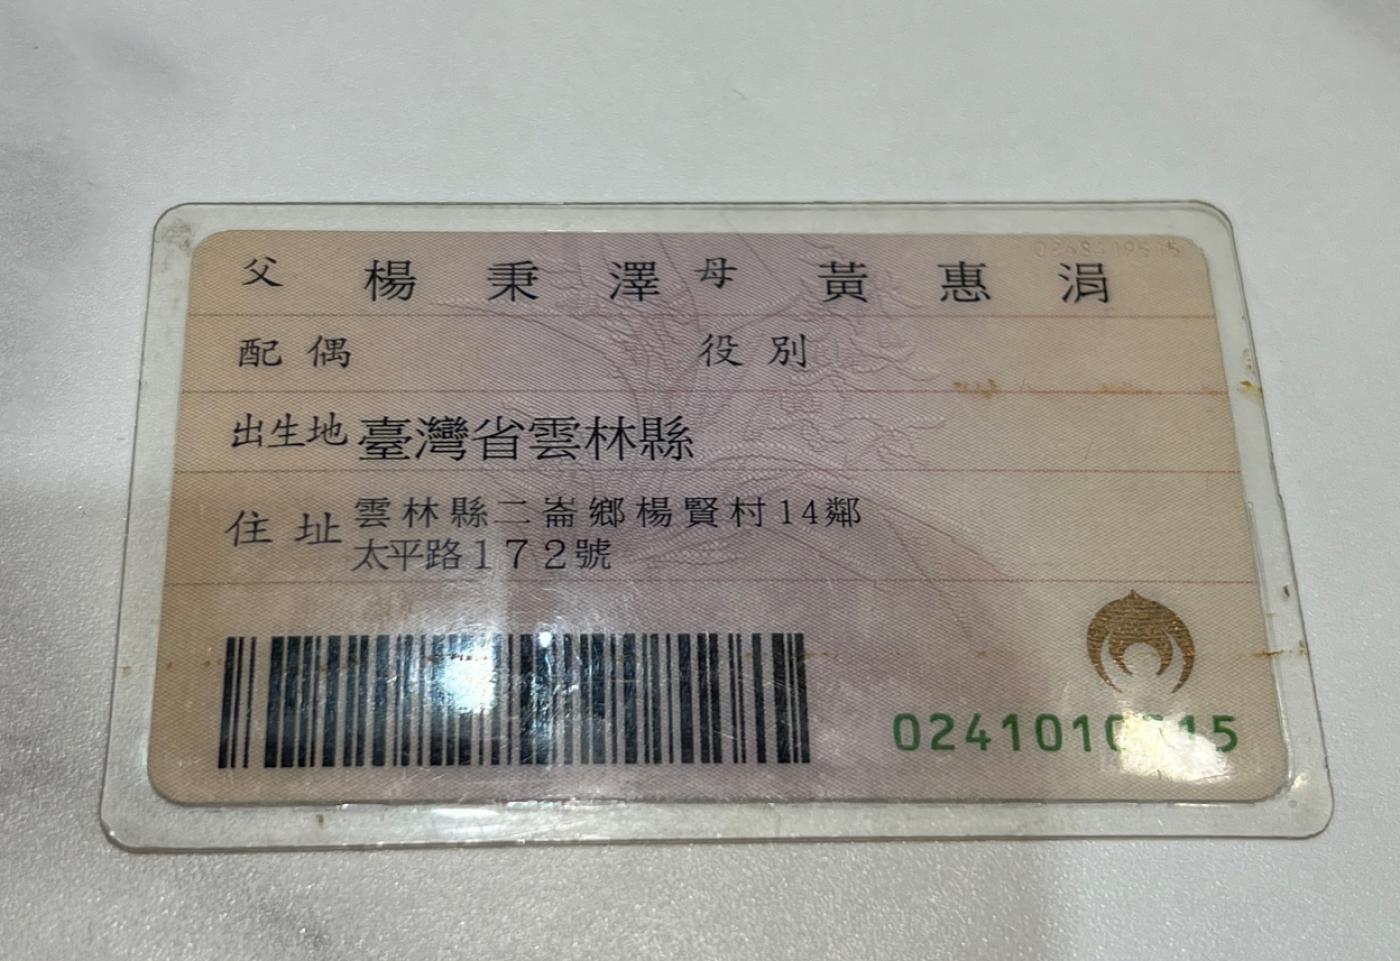 父 楊秉澤 母 黃惠涓
配偶 役別
出生地 臺灣省雲林縣
住址 雲林縣二崙鄉楊賢村14鄰
太平路172號